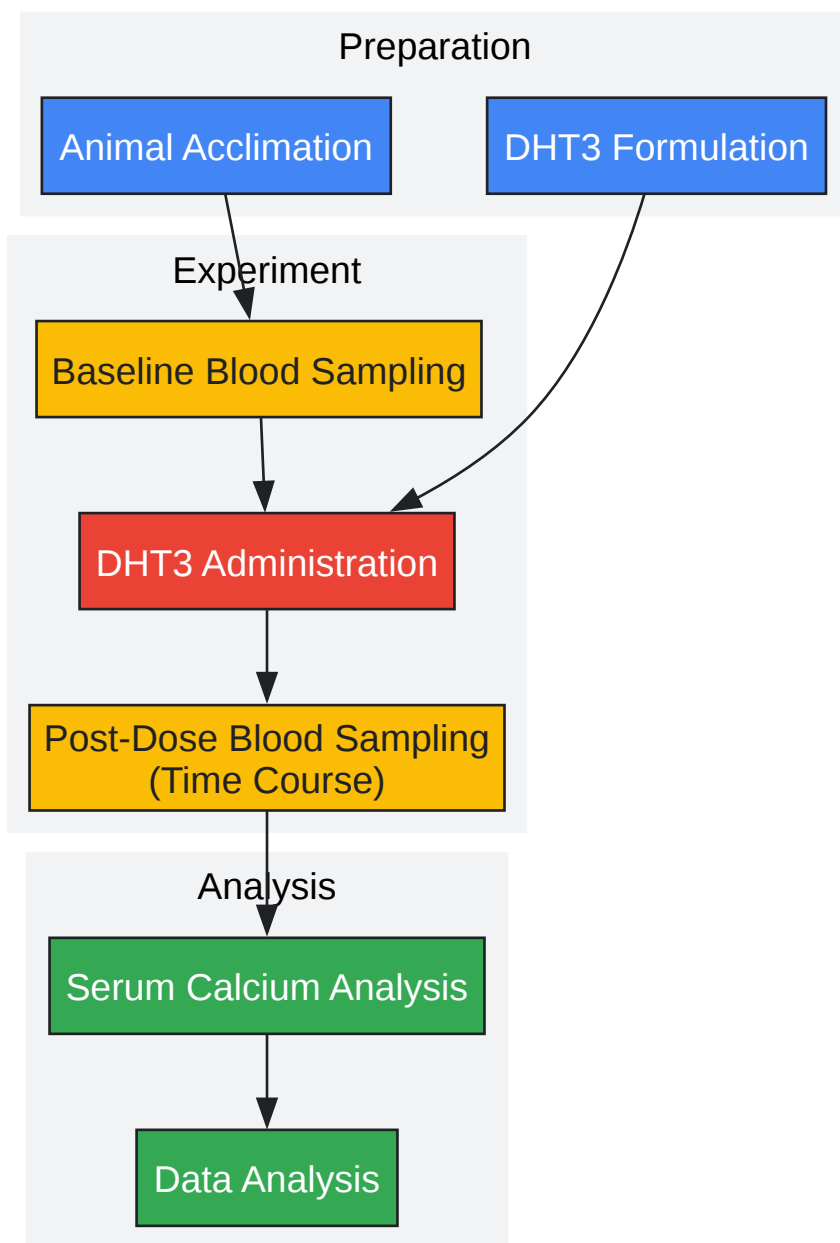 Preparation
Animal Acclimation
DHT3 Formulation
Experiment
Baseline Blood Sampling
DHT3 Administration
Post-Dose Blood Sampling
(Time Course)
Analysis
Serum Calcium Analysis
Data Analysis